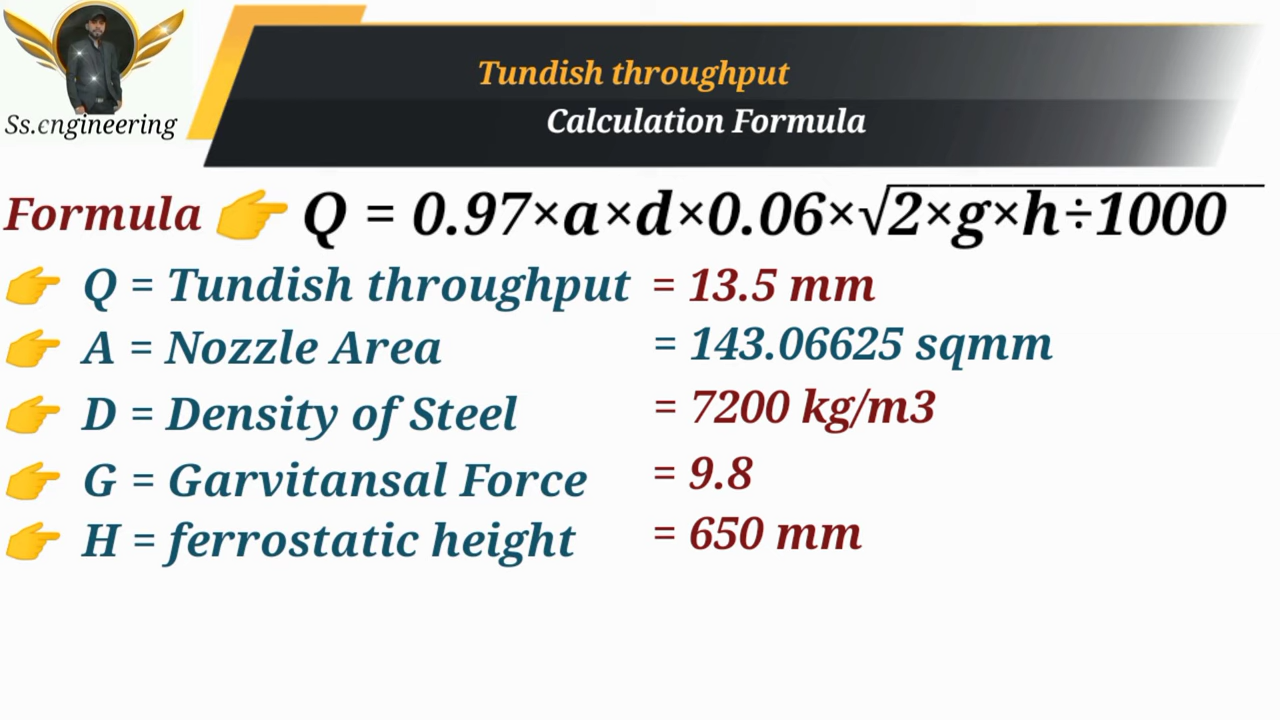 Ss.engineering
Tundish throughput
Calculation Formula
Formula 👉 Q = 0.97×a×d×0.06×√2×g×h÷1000
👉 Q = Tundish throughput = 13.5 mm
👉 A = Nozzle Area = 143.06625 sqmm
👉 D = Density of Steel = 7200 kg/m3
👉 G = Garvitansal Force = 9.8
👉 H = ferrostatic height = 650 mm